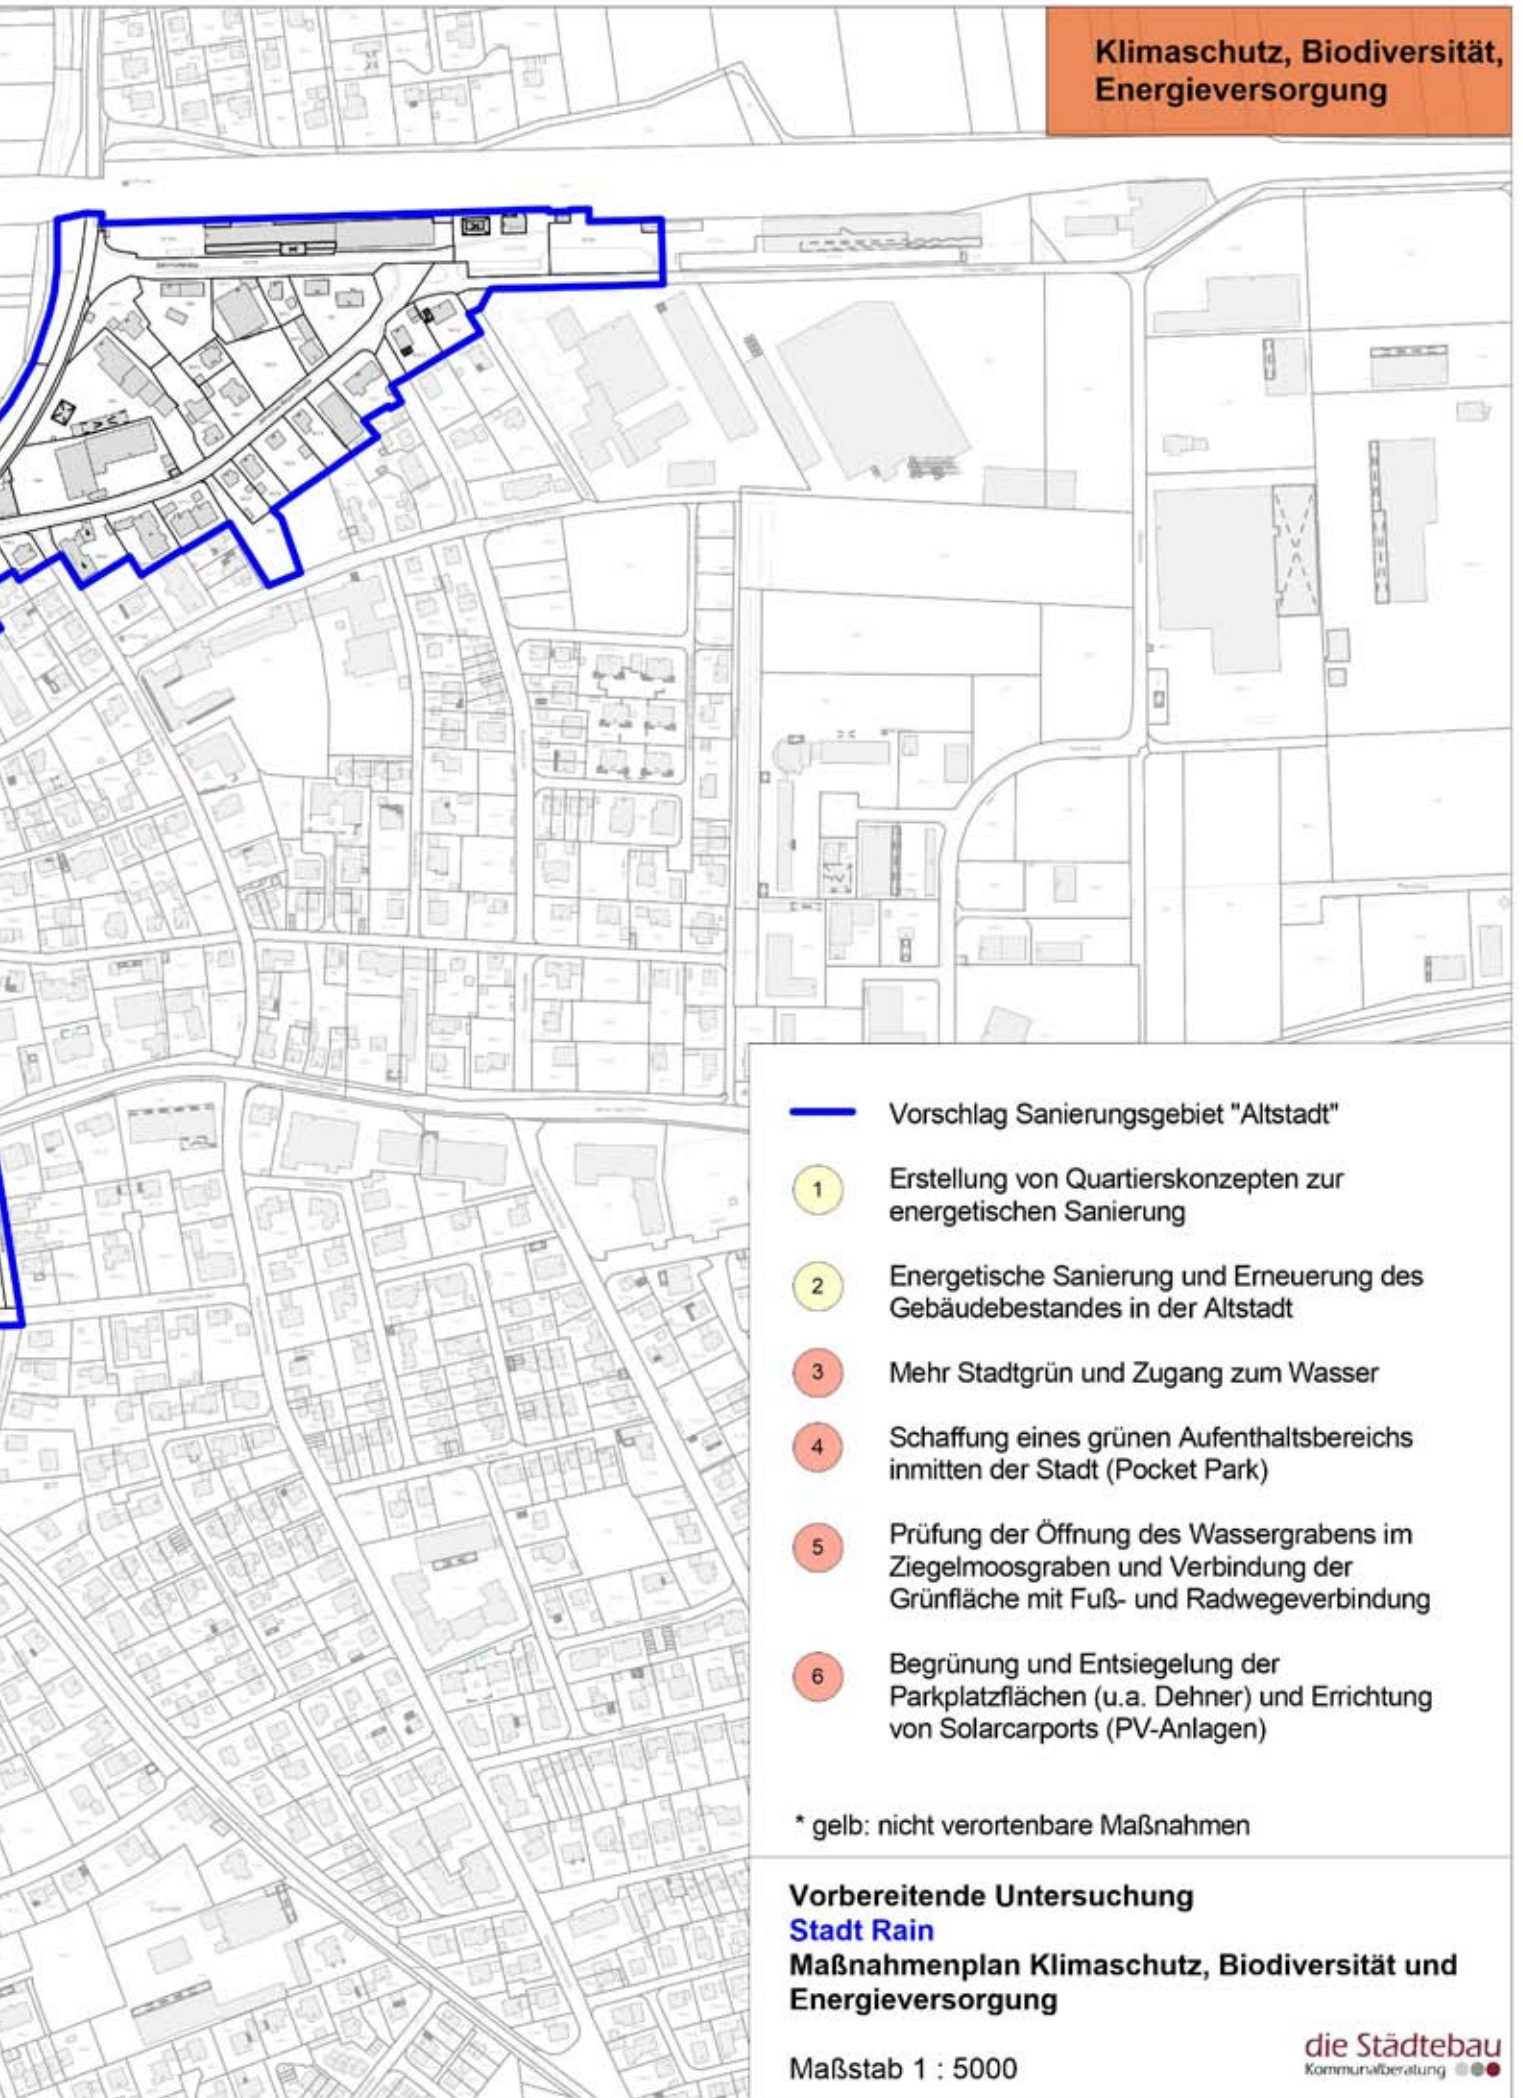 Klimaschutz, Biodiversität,
Energieversorgung
Vorschlag Sanierungsgebiet "Altstadt"
1
Erstellung von Quartierskonzepten zur
energetischen Sanierung
2
Energetische Sanierung und Erneuerung des
Gebäudebestandes in der Altstadt
3
Mehr Stadtgrün und Zugang zum Wasser
4
Schaffung eines grünen Aufenthaltsbereichs
inmitten der Stadt (Pocket Park)
5
Prüfung der Öffnung des Wassergrabens im
Ziegelmoosgraben und Verbindung der
Grünfläche mit Fuß- und Radwegeverbindung
6
Begrünung und Entsiegelung der
Parkplatzflächen (u.a. Dehner) und Errichtung
von Solarcarports (PV-Anlagen)
* gelb: nicht verortenbare Maßnahmen
Vorbereitende Untersuchung
Stadt Rain
Maßnahmenplan Klimaschutz, Biodiversität und
Energieversorgung
Maßstab 1 : 5000
die Städtebau
Kommunalberatung